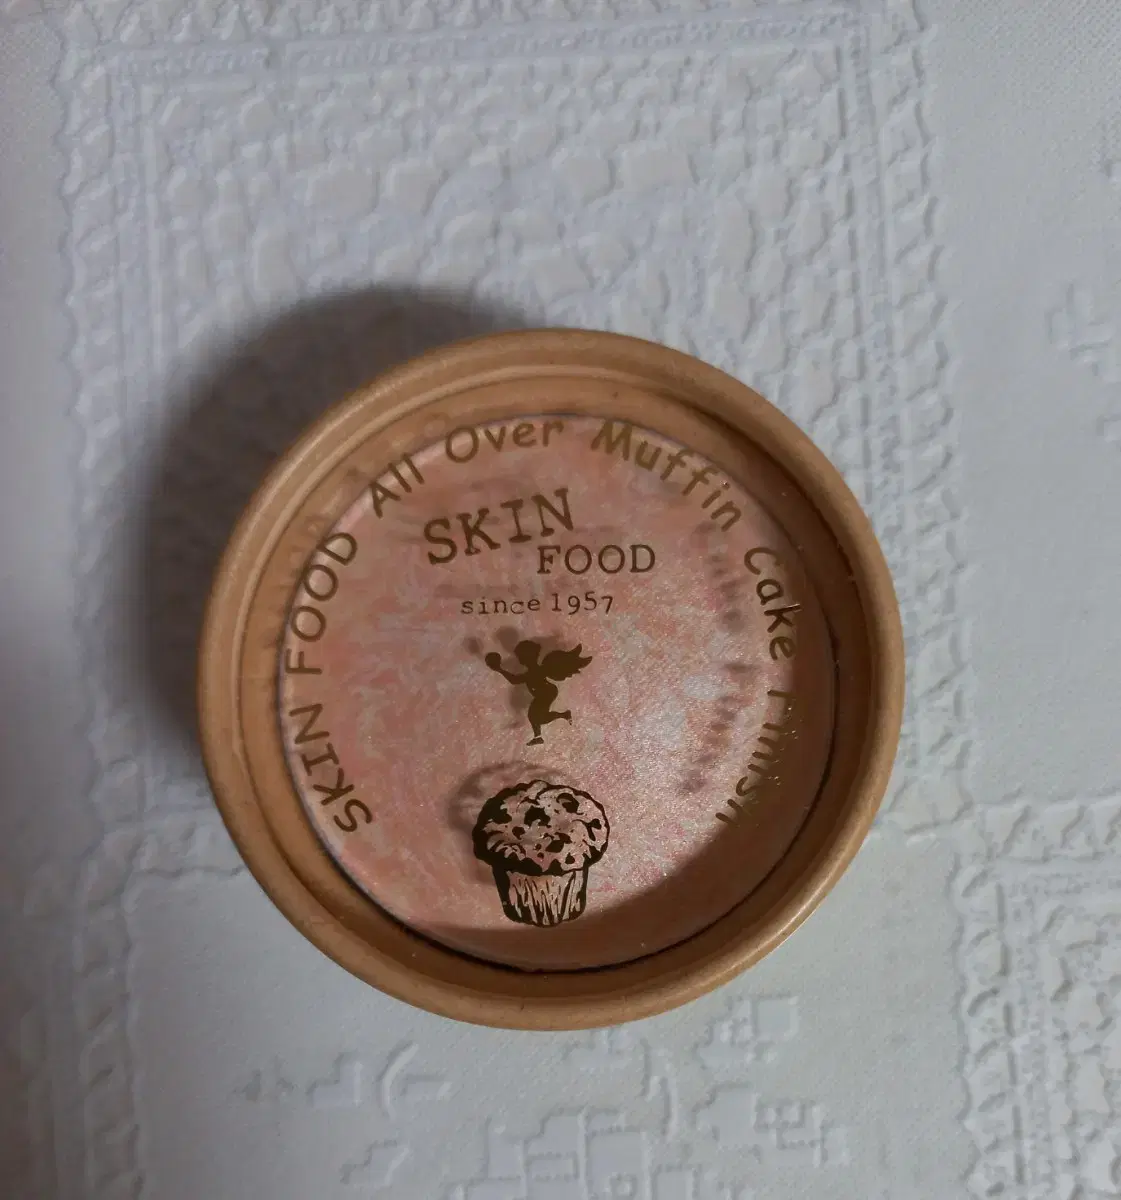 SKIN FOOD All Over Muffin Cake Finish
SKIN
FOOD
since 1957